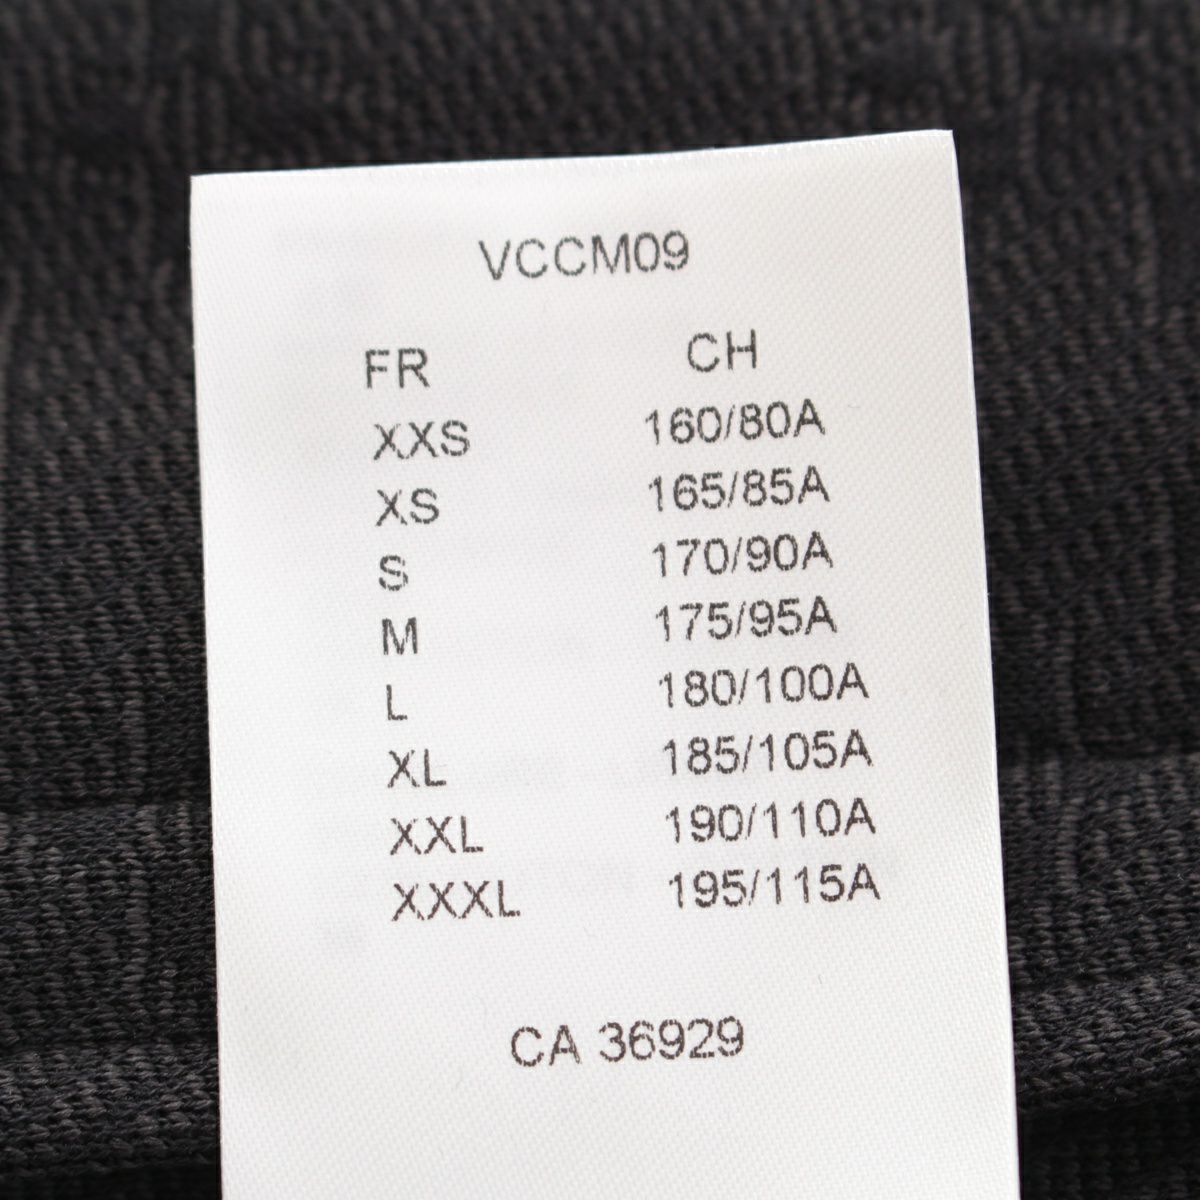 VCCM09
FR CH
XXS 160/80A
XS 165/85A
S 170/90A
M 175/95A
L 180/100A
XL 185/105A
XXL 190/110A
XXXL 195/115A
CA 36929